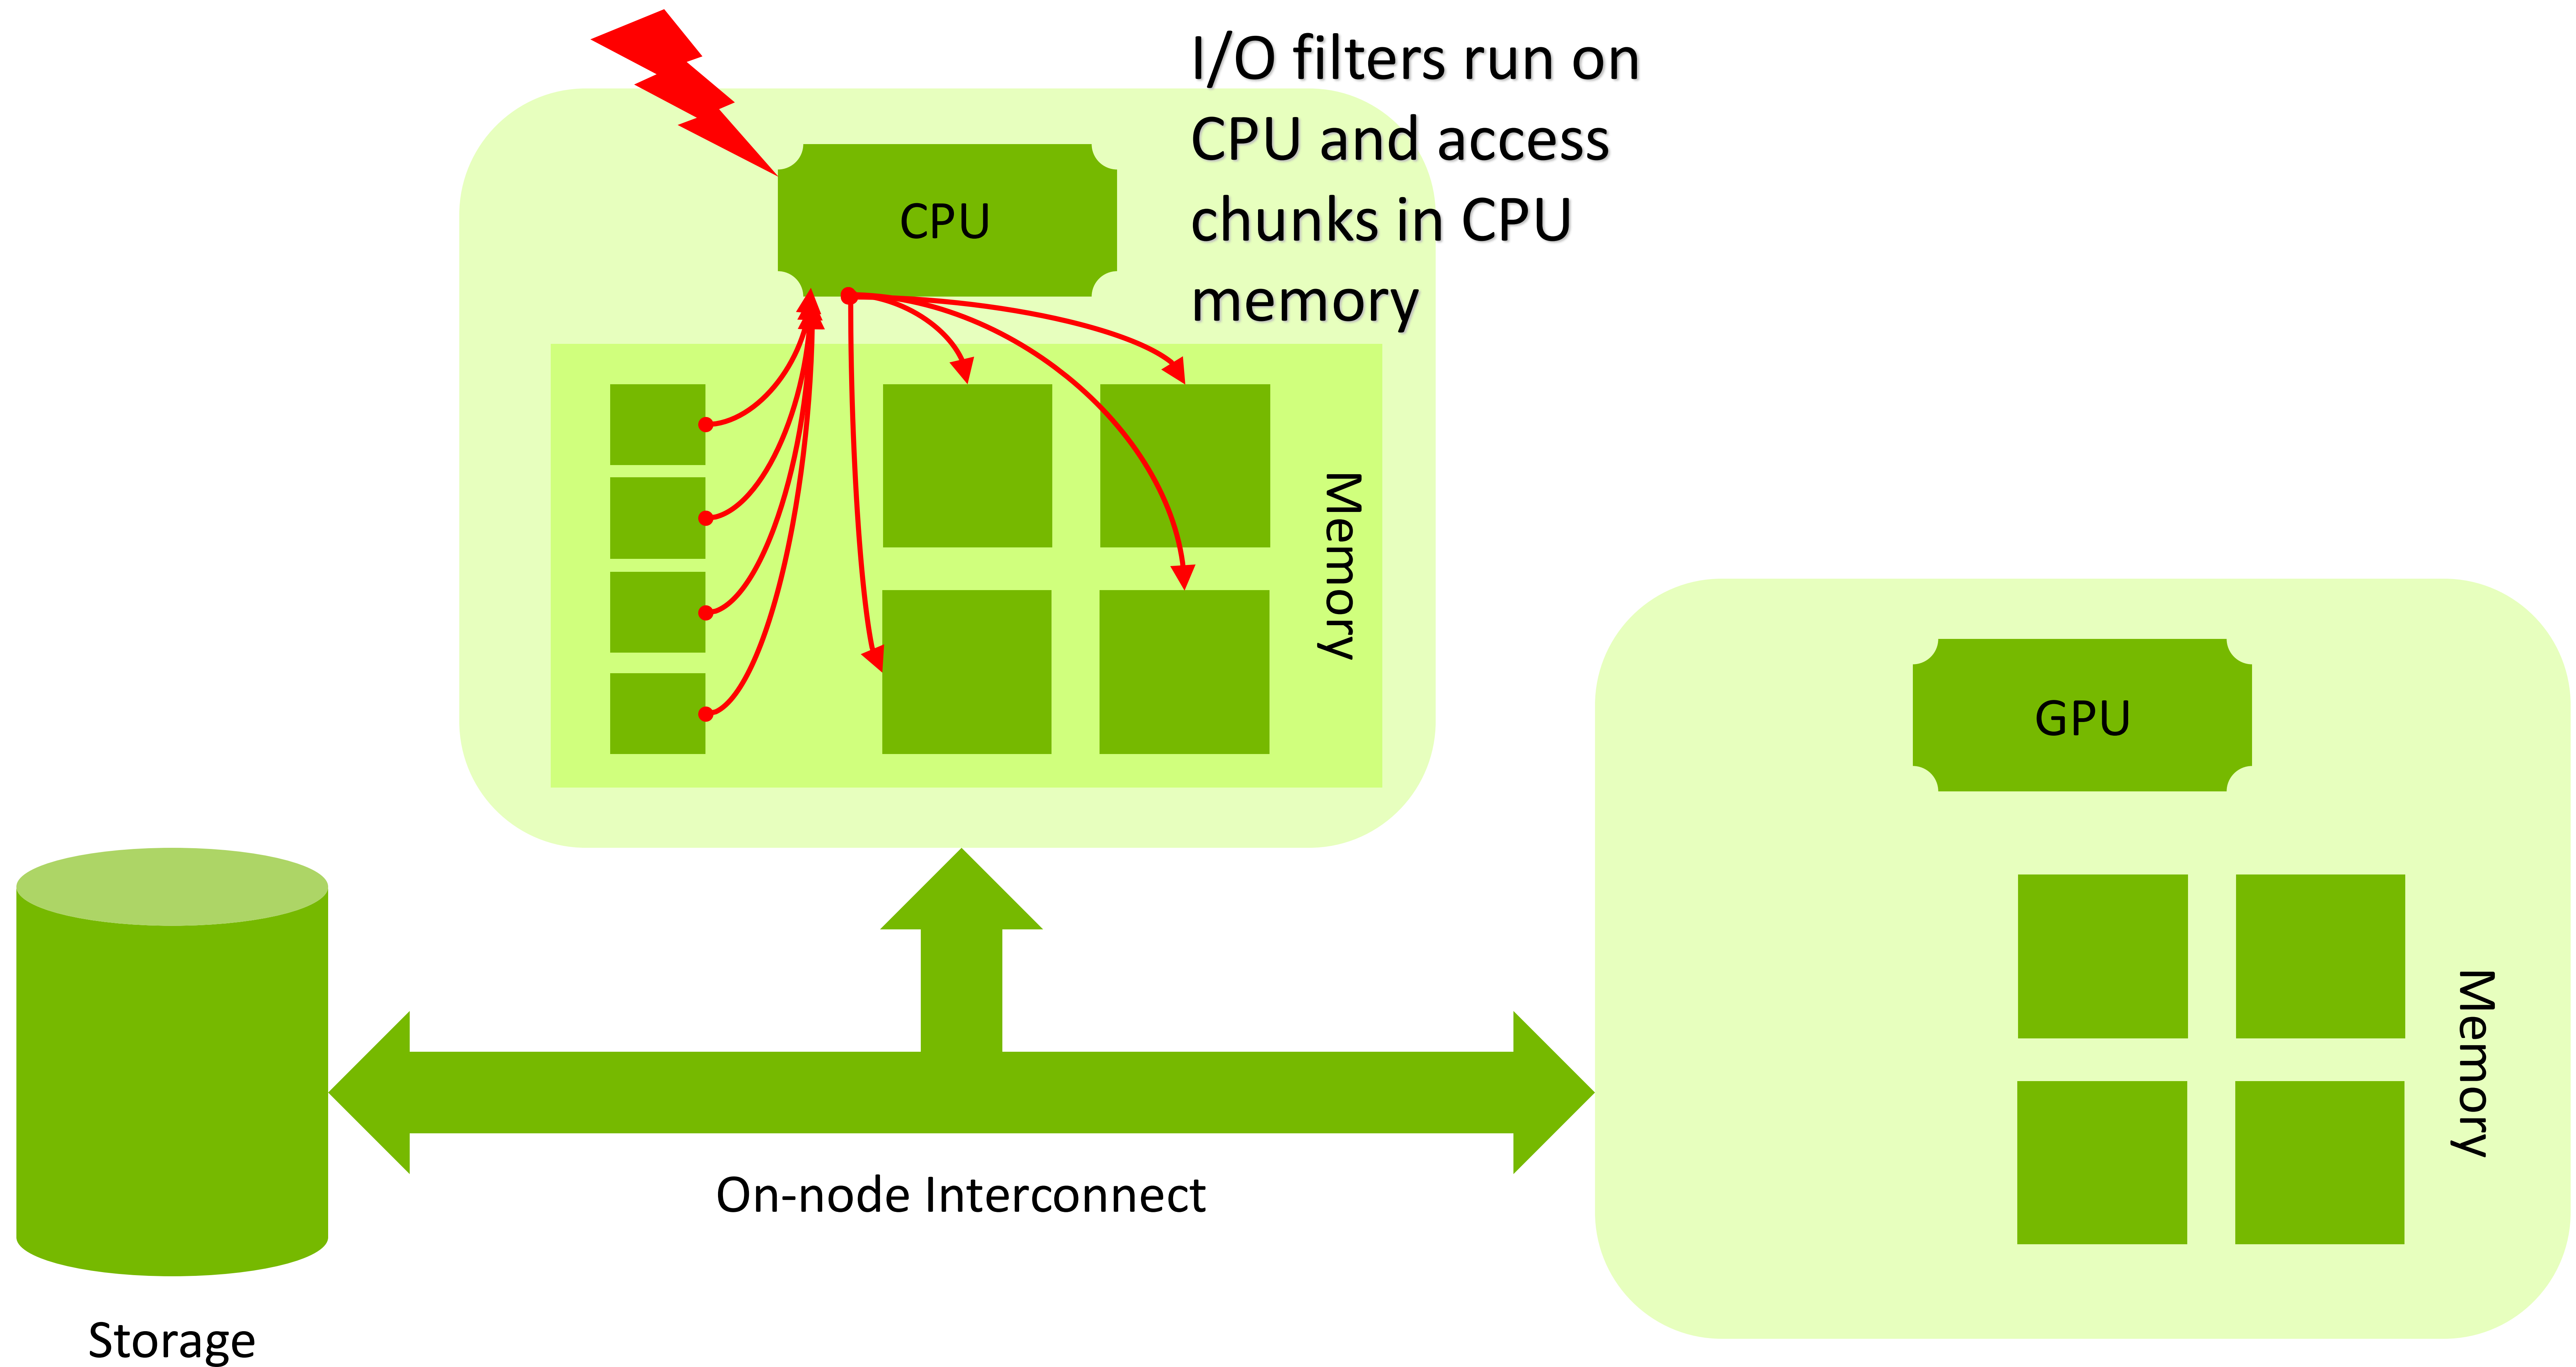 I/O filters run on
CPU and access
chunks in CPU
memory
CPU
Memory
GPU
Memory
On-node Interconnect
Storage